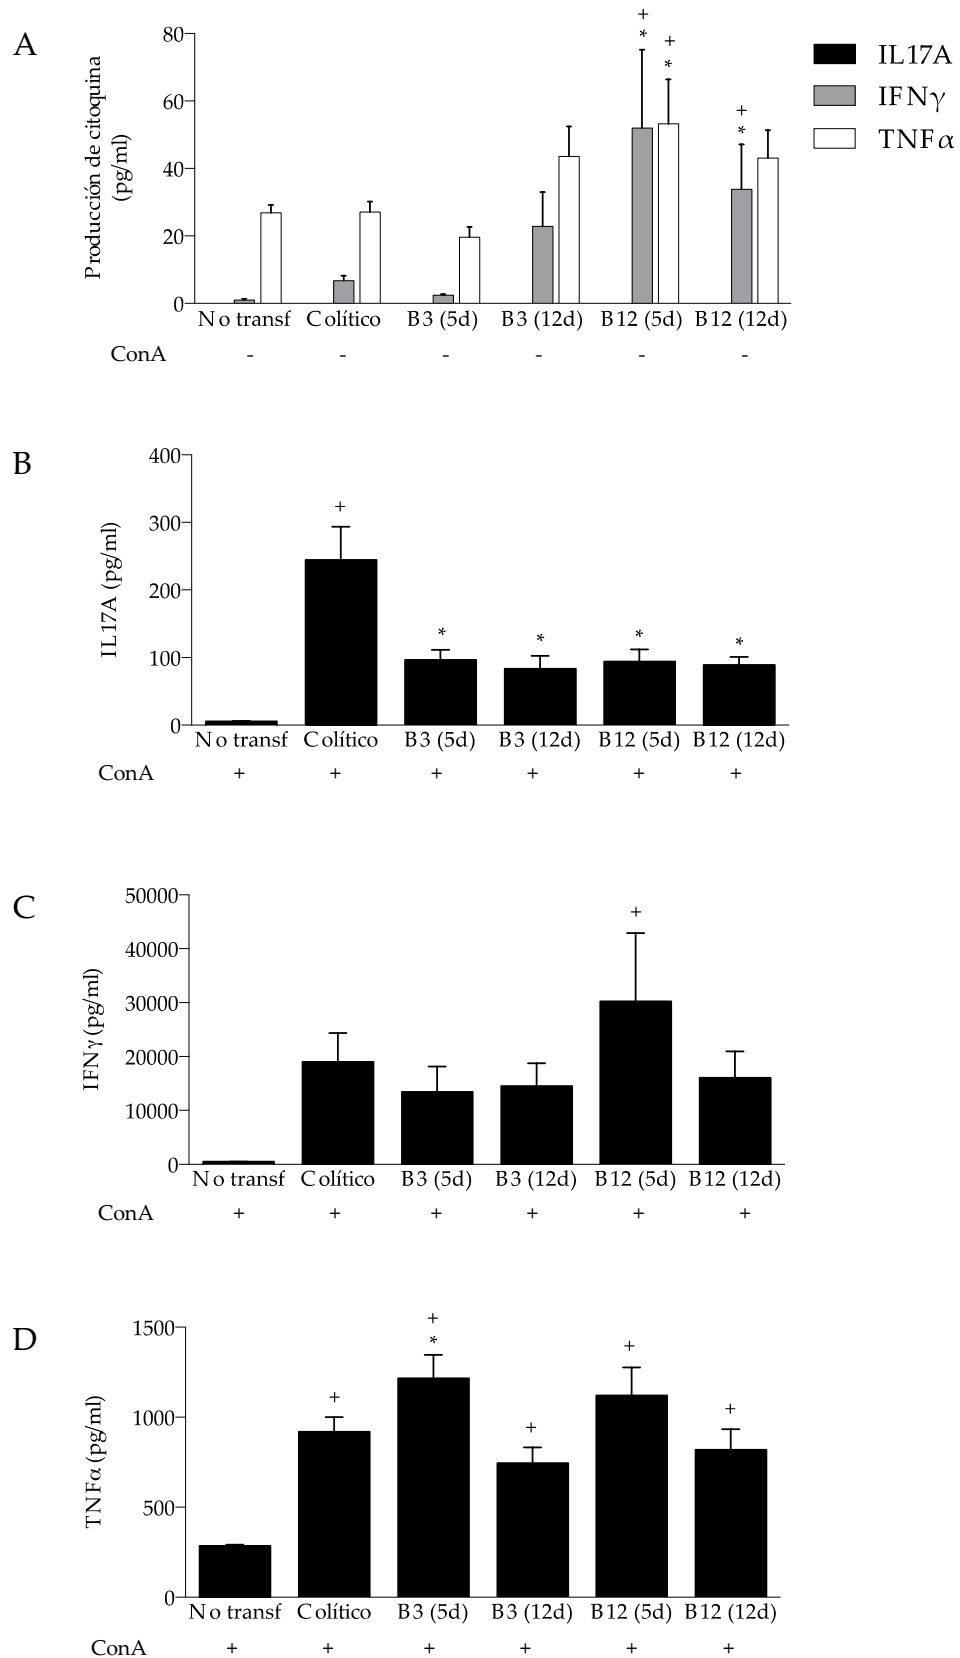 A
Producción de citoquina
(pg/ml)
80
60
40
20
0
+
*
+
*
+
*
IL17A
IFNγ
TNFα
No transf Colítico B3 (5d) B3 (12d) B12 (5d) B12 (12d)
ConA - - - - - -
B
IL17A (pg/ml)
400
300
200
100
0
+
* * * *
No transf Colítico B3 (5d) B3 (12d) B12 (5d) B12 (12d)
ConA + + + + + +
C
IFNγ (pg/ml)
50000
40000
30000
20000
10000
0
+
No transf Colítico B3 (5d) B3 (12d) B12 (5d) B12 (12d)
ConA + + + + + +
D
TNFα (pg/ml)
1500
1000
500
0
+
+
*
+
+
+
No transf Colítico B3 (5d) B3 (12d) B12 (5d) B12 (12d)
ConA + + + + + +